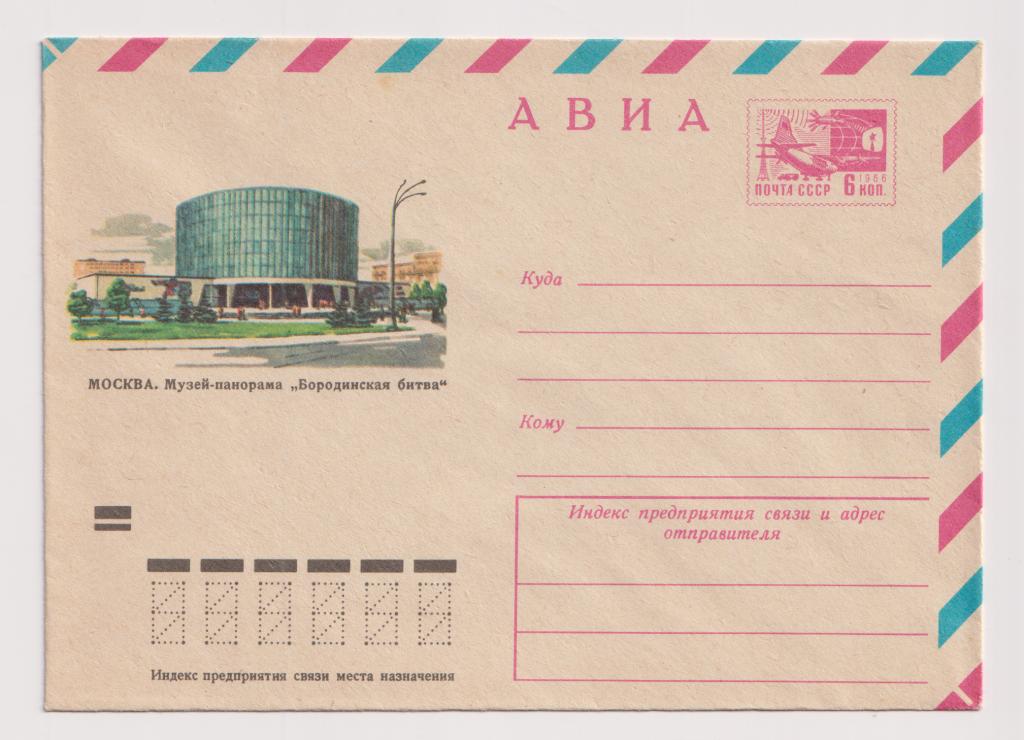 АВИА
1966
ПОЧТА СССР 6 КОП.
Куда
МОСКВА. Музей-панорама „Бородинская битва“
Кому
Индекс предприятия связи и адрес
отправителя
Индекс предприятия связи места назначения